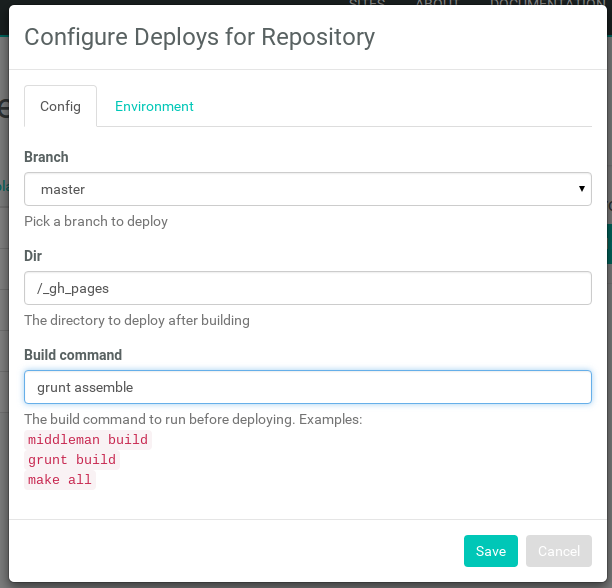 SITES ABOUT DOCUMENTATION
Configure Deploys for Repository
Config Environment
Branch
master
Pick a branch to deploy
Dir
/_gh_pages
The directory to deploy after building
Build command
grunt assemble
The build command to run before deploying. Examples:
middleman build
grunt build
make all
Save Cancel